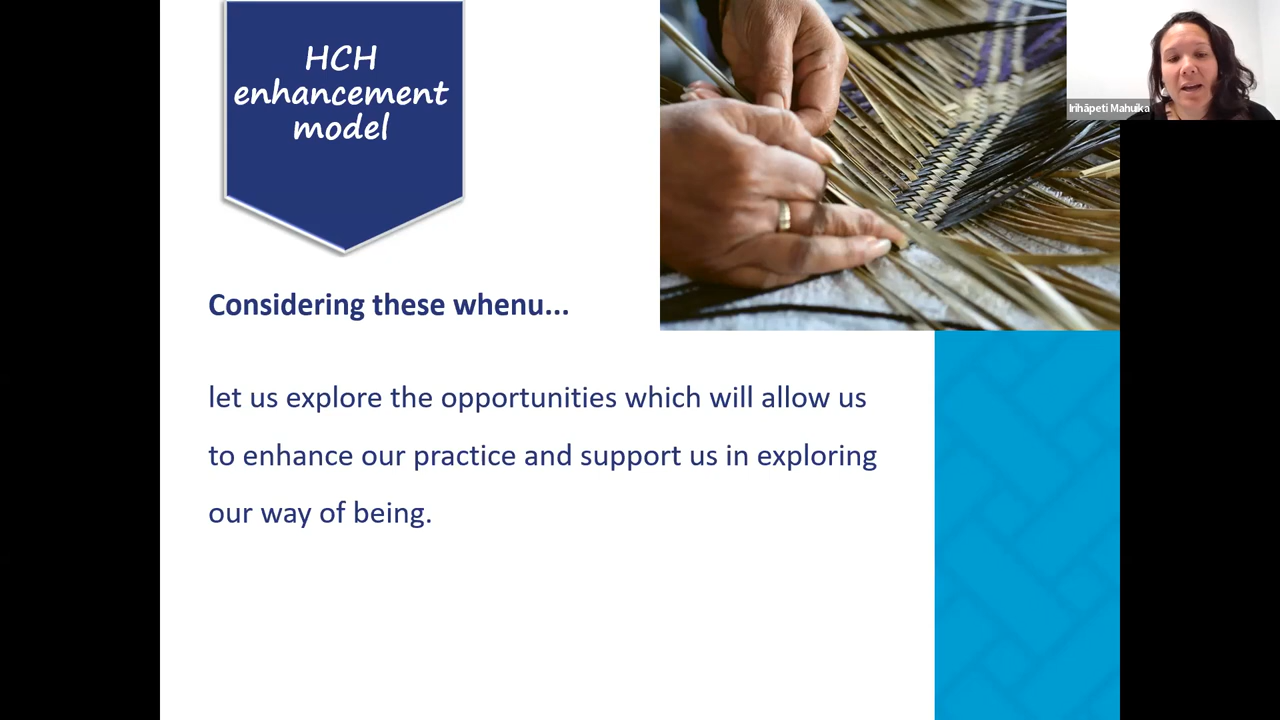 HCH
enhancement
model
Irihāpeti Mahuika
Considering these whenu...
let us explore the opportunities which will allow us
to enhance our practice and support us in exploring
our way of being.